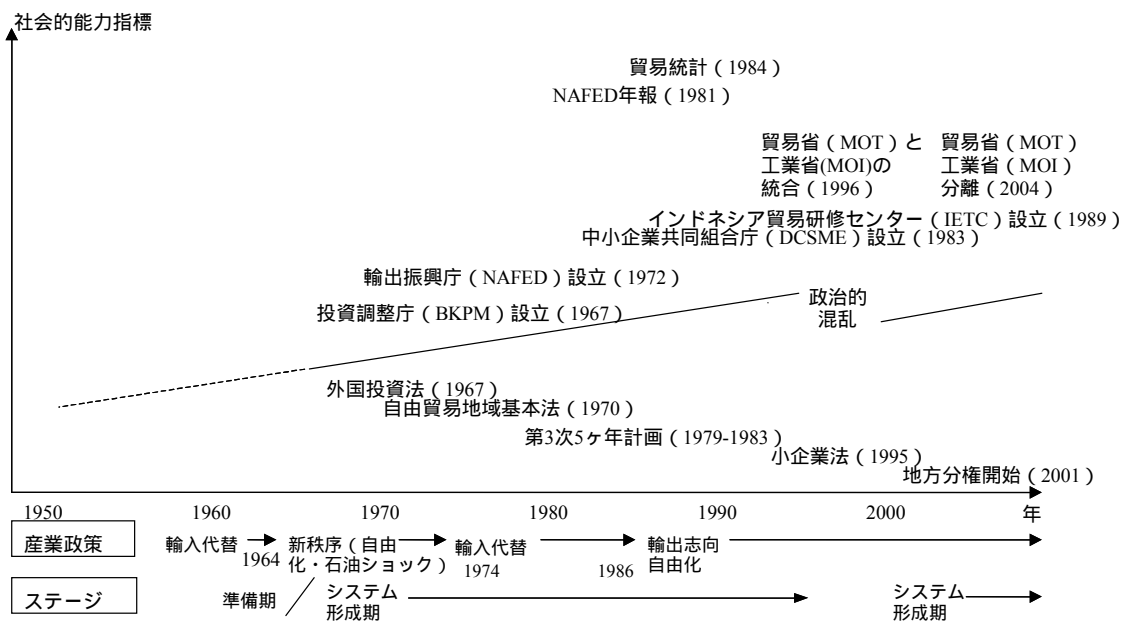 社会的能力指標
貿易統計（1984）
NAFED年報（1981）
貿易省（MOT）と
工業省(MOI)の
統合（1996）
貿易省（MOT）
工業省（MOI）
分離（2004）
インドネシア貿易研修センター（IETC）設立（1989）
中小企業共同組合庁（DCSME）設立（1983）
輸出振興庁（NAFED）設立（1972）
投資調整庁（BKPM）設立（1967）
政治的
混乱
外国投資法（1967）
自由貿易地域基本法（1970）
第3次5ヶ年計画（1979-1983）
小企業法（1995）
地方分権開始（2001）
1950 1960 1970 1980 1990 2000 年
産業政策
輸入代替
1964
新秩序（自由
化・石油ショック）
輸入代替
1974
1986
輸出志向
自由化
ステージ
準備期
システム
形成期
システム
形成期